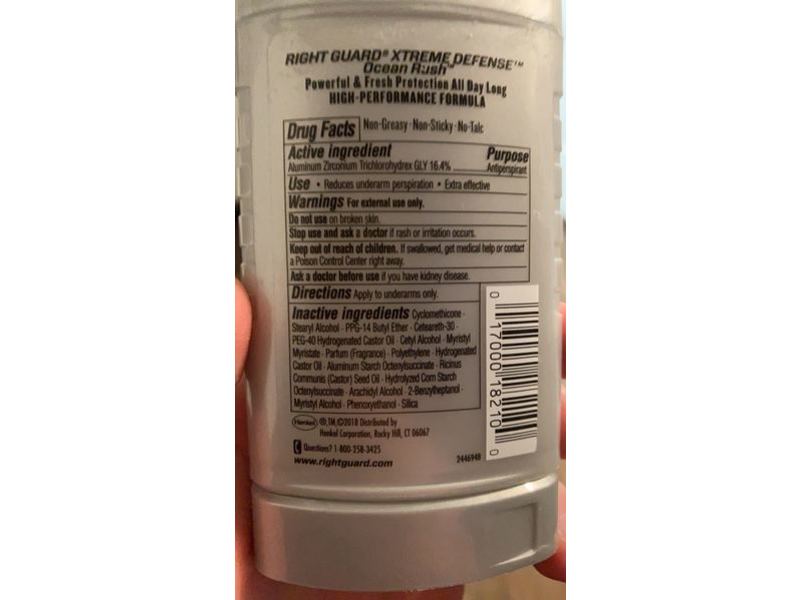 RIGHT GUARD® XTREME DEFENSE™
Ocean Rush™
Powerful & Fresh Protection All Day Long
HIGH-PERFORMANCE FORMULA
Drug Facts Non-Greasy · Non-Sticky · No-Talc
Active ingredient Purpose
Aluminum Zirconium Trichlorohydrex GLY 16.4% Antiperspirant
Use • Reduces underarm perspiration • Extra effective
Warnings For external use only.
Do not use on broken skin.
Stop use and ask a doctor if rash or irritation occurs.
Keep out of reach of children. If swallowed, get medical help or contact
a Poison Control Center right away.
Ask a doctor before use if you have kidney disease.
Directions Apply to underarms only.
Inactive ingredients Cyclomethicone ·
Stearyl Alcohol · PPG-14 Butyl Ether · Ceteareth-30 ·
PEG-40 Hydrogenated Castor Oil · Cetyl Alcohol · Myristyl
Myristate · Parfum (Fragrance) · Polyethylene · Hydrogenated
Castor Oil · Aluminum Starch Octenylsuccinate · Ricinus
Communis (Castor) Seed Oil · Hydrolyzed Corn Starch
Octenylsuccinate · Arachidyl Alcohol · 2-Benzylheptanol ·
Myristyl Alcohol · Phenoxyethanol · Silica
Henkel ®,TM,©2018 Distributed by
Henkel Corporation, Rocky Hill, CT 06067
Questions? 1-800-258-3425
www.rightguard.com
2446948
0 17000 18210 0